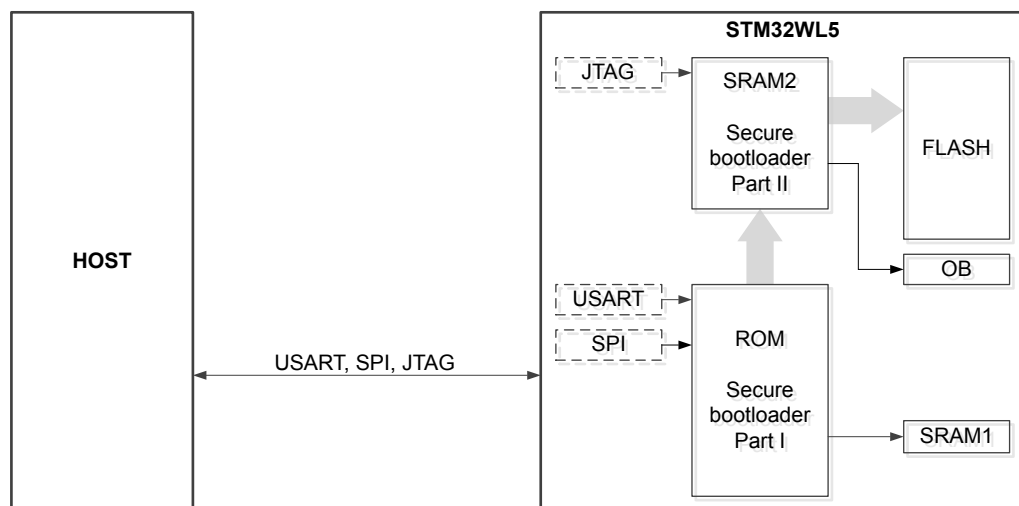 STM32WL5
JTAG
SRAM2
Secure
bootloader
Part II
FLASH
HOST
OB
USART
SPI
ROM
Secure
bootloader
Part I
USART, SPI, JTAG
SRAM1